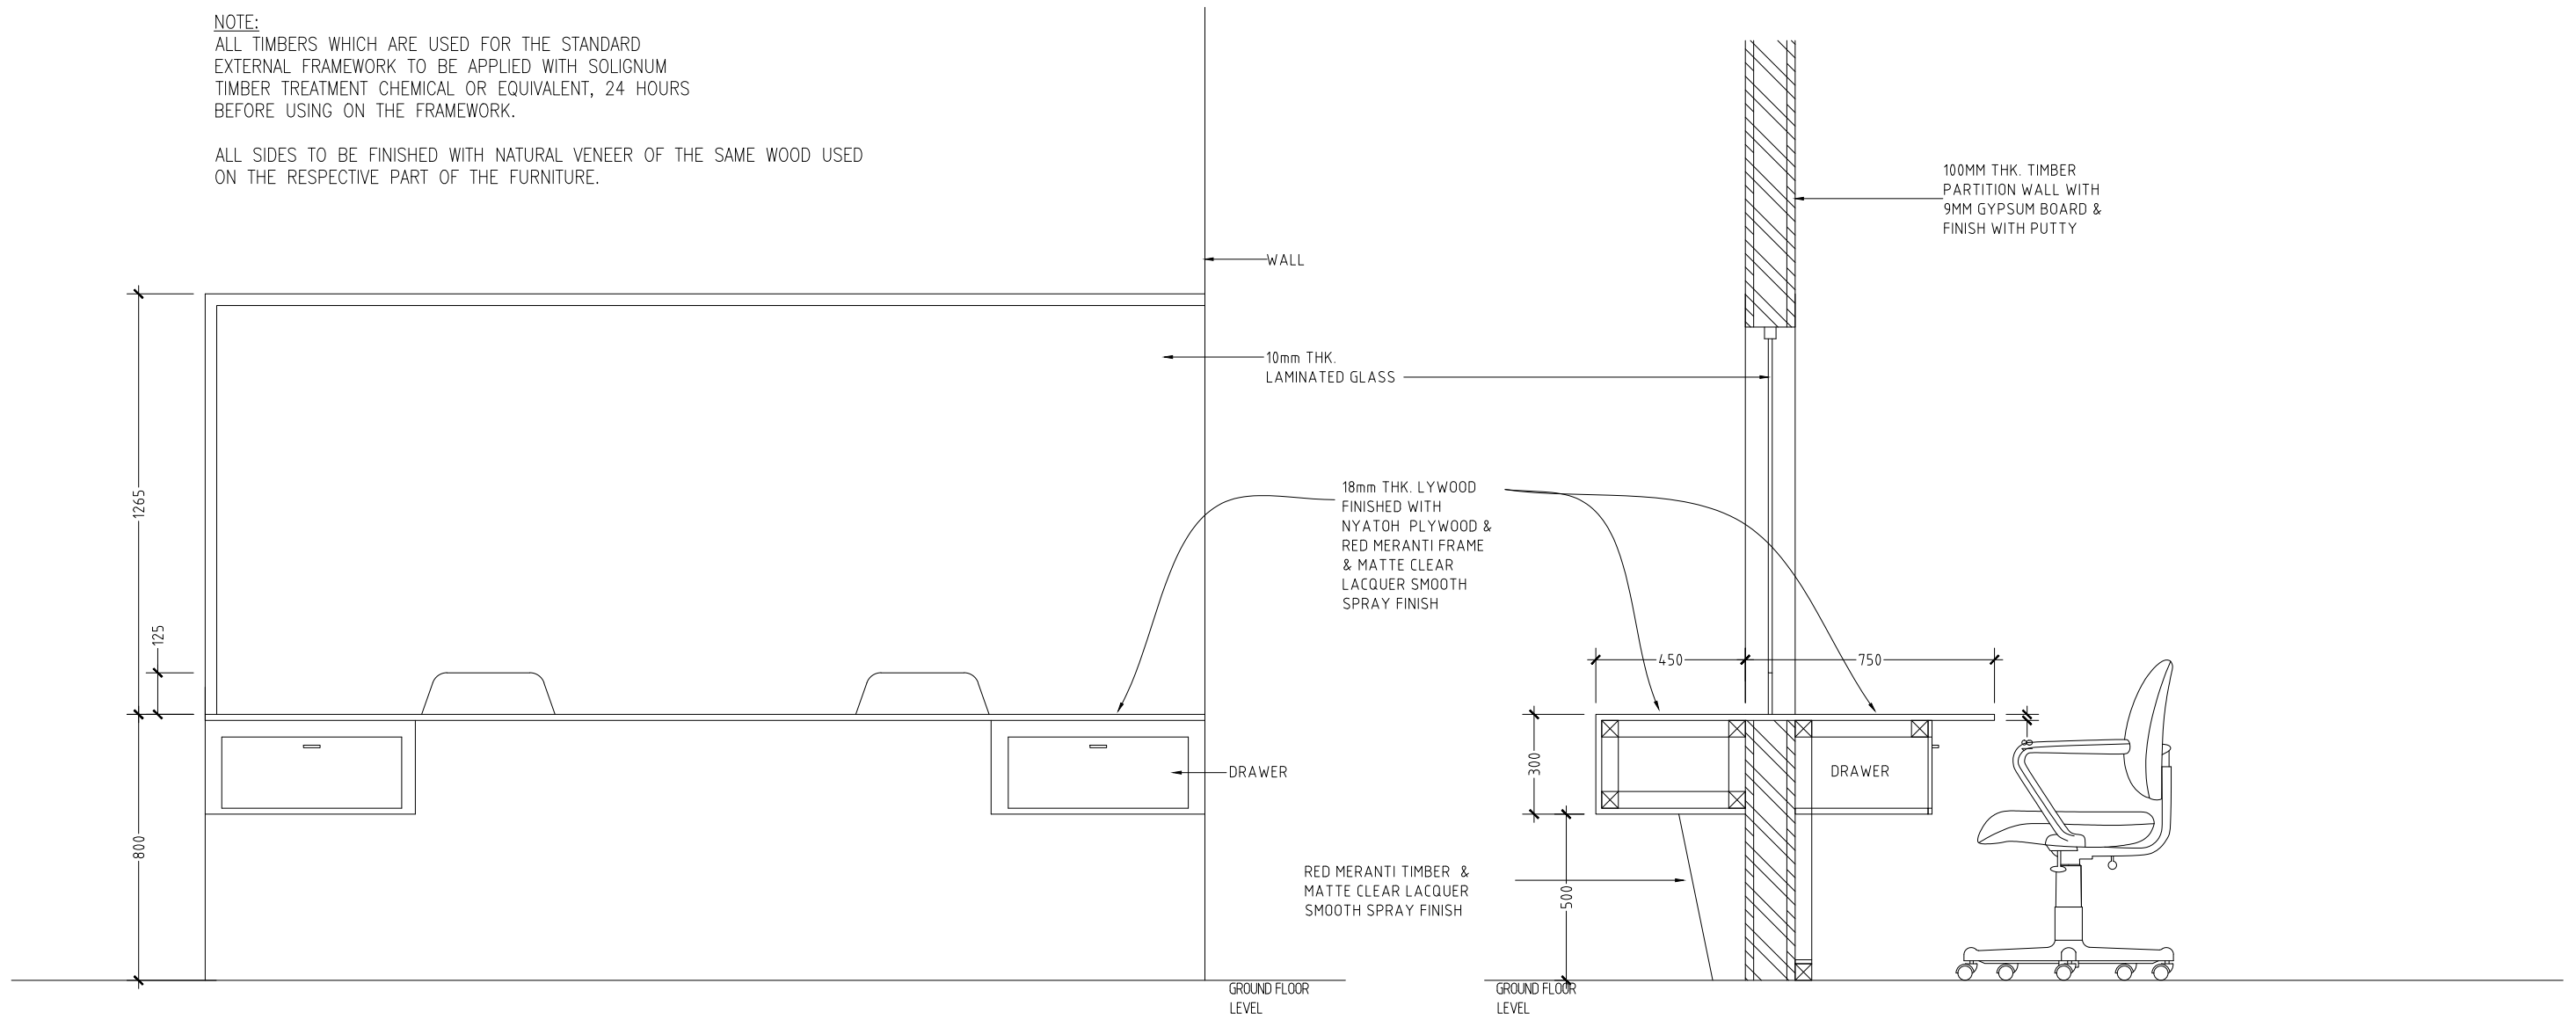 NOTE:
ALL TIMBERS WHICH ARE USED FOR THE STANDARD
EXTERNAL FRAMEWORK TO BE APPLIED WITH SOLIGNUM
TIMBER TREATMENT CHEMICAL OR EQUIVALENT, 24 HOURS
BEFORE USING ON THE FRAMEWORK.
ALL SIDES TO BE FINISHED WITH NATURAL VENEER OF THE SAME WOOD USED
ON THE RESPECTIVE PART OF THE FURNITURE.
100MM THK. TIMBER
PARTITION WALL WITH
9MM GYPSUM BOARD &
FINISH WITH PUTTY
WALL
10mm THK.
LAMINATED GLASS
1265
18mm THK. LYWOOD
FINISHED WITH
NYATOH PLYWOOD &
RED MERANTI FRAME
& MATTE CLEAR
LACQUER SMOOTH
SPRAY FINISH
125
450
750
300
DRAWER
DRAWER
800
RED MERANTI TIMBER &
MATTE CLEAR LACQUER
SMOOTH SPRAY FINISH
500
GROUND FLOOR
LEVEL
GROUND FLOOR
LEVEL